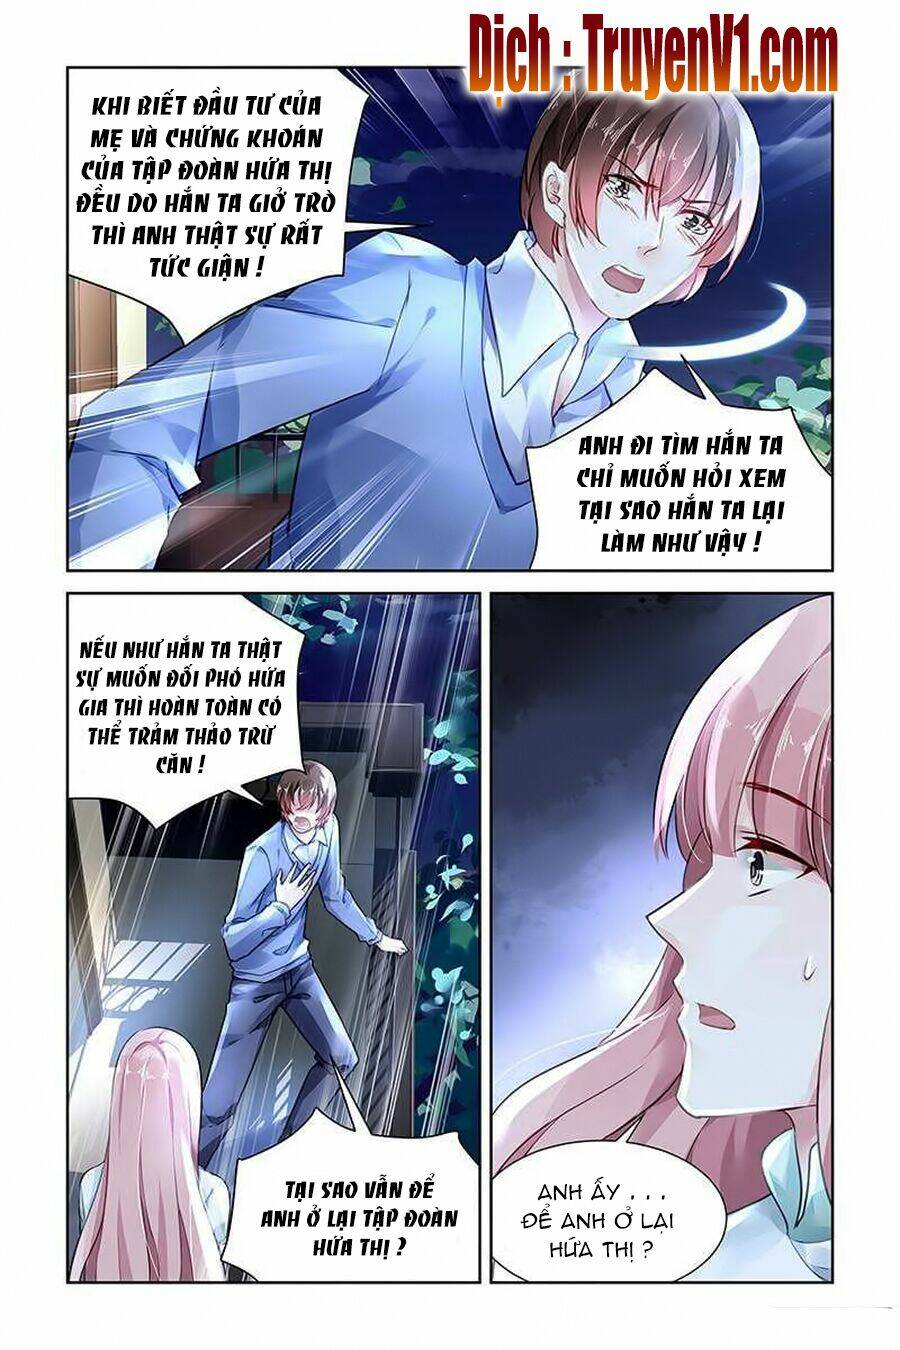 Dịch : TruyenV1.com
KHI BIẾT ĐẦU TƯ CỦA
MẸ VÀ CHỨNG KHOÁN
CỦA TẬP ĐOÀN HỨA THỊ
ĐỀU DO HẮN TA GIỞ TRÒ
THÌ ANH THẬT SỰ RẤT
TỨC GIẬN !
ANH ĐI TÌM HẮN TA
CHỈ MUỐN HỎI XEM
TẠI SAO HẮN TA LẠI
LÀM NHƯ VẬY !
NẾU NHƯ HẮN TA THẬT
SỰ MUỐN ĐỐI PHÓ HỨA
GIA THÌ HOÀN TOÀN CÓ
THỂ TRẢM THẢO TRỪ
CĂN !
TẠI SAO VẪN ĐỂ
ANH Ở LẠI TẬP ĐOÀN
HỨA THỊ ?
ANH ẤY . . .
ĐỂ ANH Ở LẠI
HỨA THỊ ?